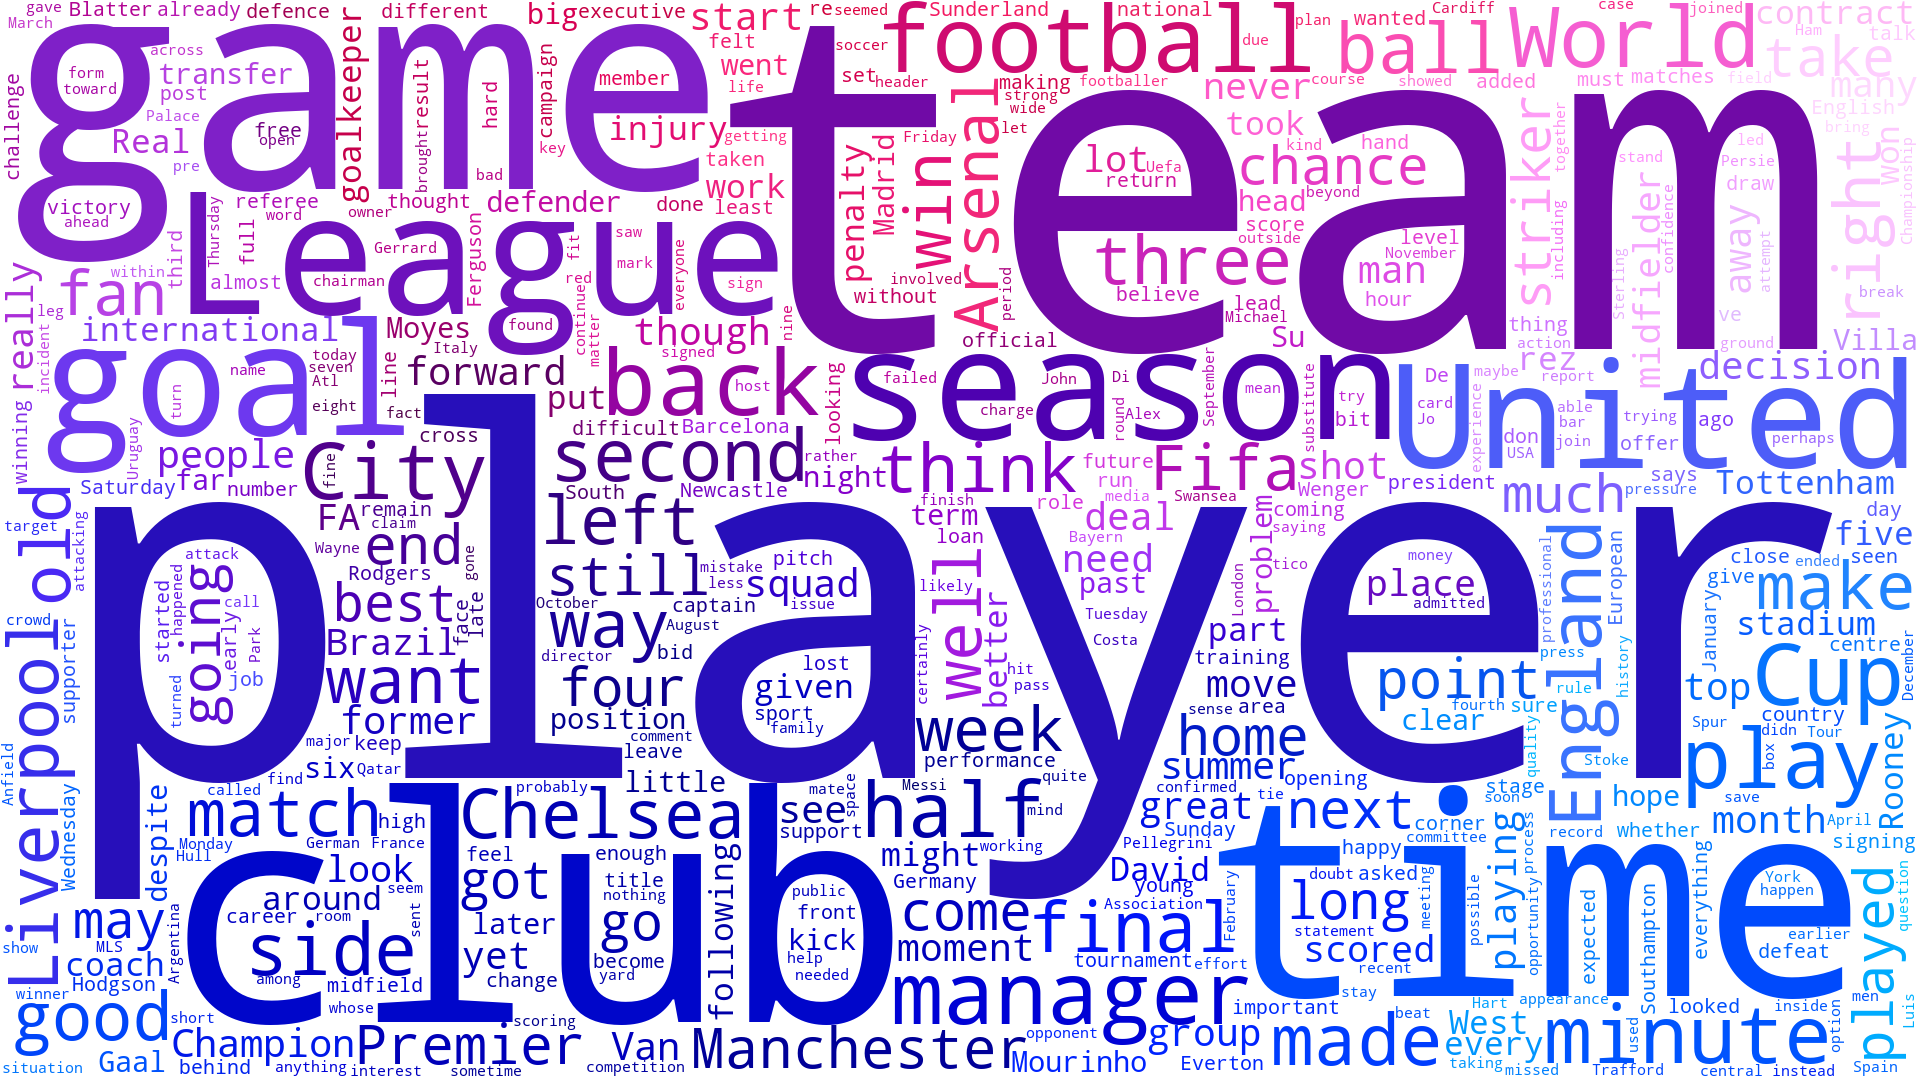 gave
Blatter
already
defence
different
big
executive
start
re
seemed
Sunderland
national
plan
wanted
Cardiff
case
joined
contract
March
across
game
football
ball
World
take
Ham
talk
challenge
form
toward
transfer
post
Palace
Real
pre
free
open
goalkeeper
brought
result
hard
bad
campaign
key
member
felt
went
life
injury
getting
taken
work
soccer
set
header
making
strong
wide
let
footballer
due
course
never
took
showed
added
must
matches
field
many
English
bring
victory
ahead
referee
word
owner
thought
defender
done
least
team
penalty
Madrid
Friday
win
Arsenal
lot
Uefa
return
kind
hand
chance
beyond
head
score
outside
striker
including
together
stand
led
Persie
draw
right
Won
Championship
Thursday
full
third
within
almost
fan
League
chairman
Gerrard
Ferguson
fit
red
saw
mark
sign
everyone
continued
matter
nine
without
involved
period
three
believe
lead
Michael
man
hour
level
November
midfielder
Sterling
away
confidence
attempt
ve
break
really
winning
incident
leg
international
goal
name
turn
Uruguay
today
seven
Atl
eight
line
fact
Moyes
Italy
forward
found
though
signed
back
host
put
official
season
failed
charge
John
Di
Alex
round
September
Su
mean
substitute
try
bit
thing
action
rez
De
card
Jo
United
maybe
report
experience
don
USA
able
bar
join
trying
offer
ground
decision
ago
perhaps
Villa
people
Saturday
far
number
City
fine
cross
difficult
Barcelona
second
rather
looking
night
South
Newcastle
think
finish
future
run
role
media
Fifa
Swansea
shot
Wenger
president
coming
saying
much
says
pressure
Tottenham
old
target
attacking
FA
Wayne
remain
claim
end
Rodgers
gone
left
still
October
mistake
less
pitch
squad
issue
term
loan
likely
deal
Bayern
need
past
Tuesday
Costa
problem
tico
London
money
place
admitted
England
professional
European
day
five
close
ended
seen
give
make
stadium
centre
January
player
going
started
happened
attack
call
early
Park
job
turned
crowd
supporter
best
Brazil
face
late
want
former
way
director
captain
August
bid
four
position
comment
leave
lost
given
sport
family
well
certainly
better
hit
pass
part
training
move
sense
area
point
clear
fourth
sure
press
rule
history
quality
top
Cup
December
Spur
country
didn
Tour
box
Liverpool
Anfield
Wednesday
despite
major
keep
find
six
Qatar
called
little
week
performance
quite
home
summer
opening
play
Rooney
Stoke
save
stage
hope
month
April
signing
match
high
Monday
Hull
German
France
Chelsea
probably
see
support
mate
space
half
Messi
mind
great
confirmed
Sunday
Pellegrini
tie
next
soon
corner
committee
record
whether
question
may
look
around
career
room
Argentina
club
feel
seem
sent
got
later
yet
change
enough
title
nothing
go
become
yard
following
public
front
kick
help
needed
might
working
Germany
come
moment
David
young
Association
final
tournament
effort
February
time
happy
doubt
asked
long
statement
scored
recent
meeting
possible
playing
process
opportunity
expected
Southampton
everything
York
happen
earlier
defeat
played
show
MLS
coach
Hodgson
winner
good
situation
Gaal
short
Champion
behind
side
among
midfield
whose
anything
Premier
interest
sometime
scoring
Van
competition
Manchester
manager
opponent
Mourinho
group
Everton
important
made
stay
beat
Hart
West
every
taking
missed
appearance
minute
used
Trafford
looked
inside
central
instead
option
men
Luis
Spain